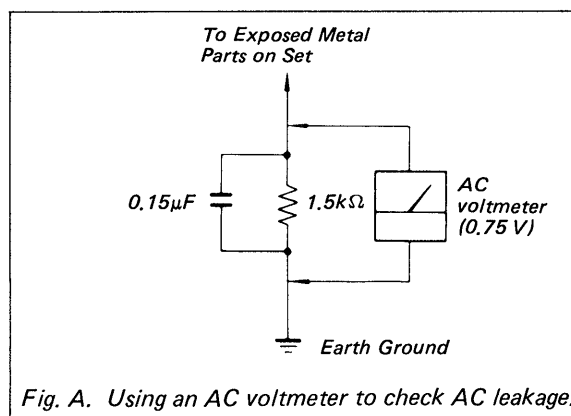 To Exposed Metal
Parts on Set
0.15µF
1.5kΩ
AC
voltmeter
(0.75 V)
Earth Ground
Fig. A. Using an AC voltmeter to check AC leakage.